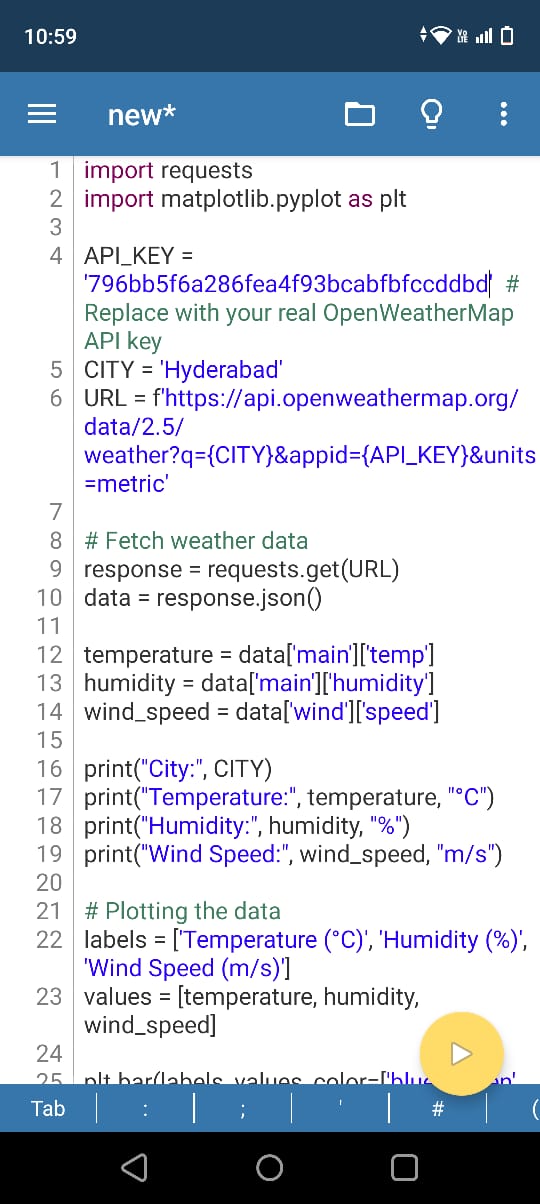 10:59
Vo
LTE
new*
1 import requests
2 import matplotlib.pyplot as plt
3
4 API_KEY =
'796bb5f6a286fea4f93bcabfbfccddbd' #
Replace with your real OpenWeatherMap
API key
5 CITY = 'Hyderabad'
6 URL = f'https://api.openweathermap.org/
data/2.5/
weather?q={CITY}&appid={API_KEY}&units
=metric'
7
8 # Fetch weather data
9 response = requests.get(URL)
10 data = response.json()
11
12 temperature = data['main']['temp']
13 humidity = data['main']['humidity']
14 wind_speed = data['wind']['speed']
15
16 print("City:", CITY)
17 print("Temperature:", temperature, "°C")
18 print("Humidity:", humidity, "%")
19 print("Wind Speed:", wind_speed, "m/s")
20
21 # Plotting the data
22 labels = ['Temperature (°C)', 'Humidity (%)',
'Wind Speed (m/s)']
23 values = [temperature, humidity,
wind_speed]
24
25 plt.bar(labels, values, color=['blue
Tab : ; ' # (